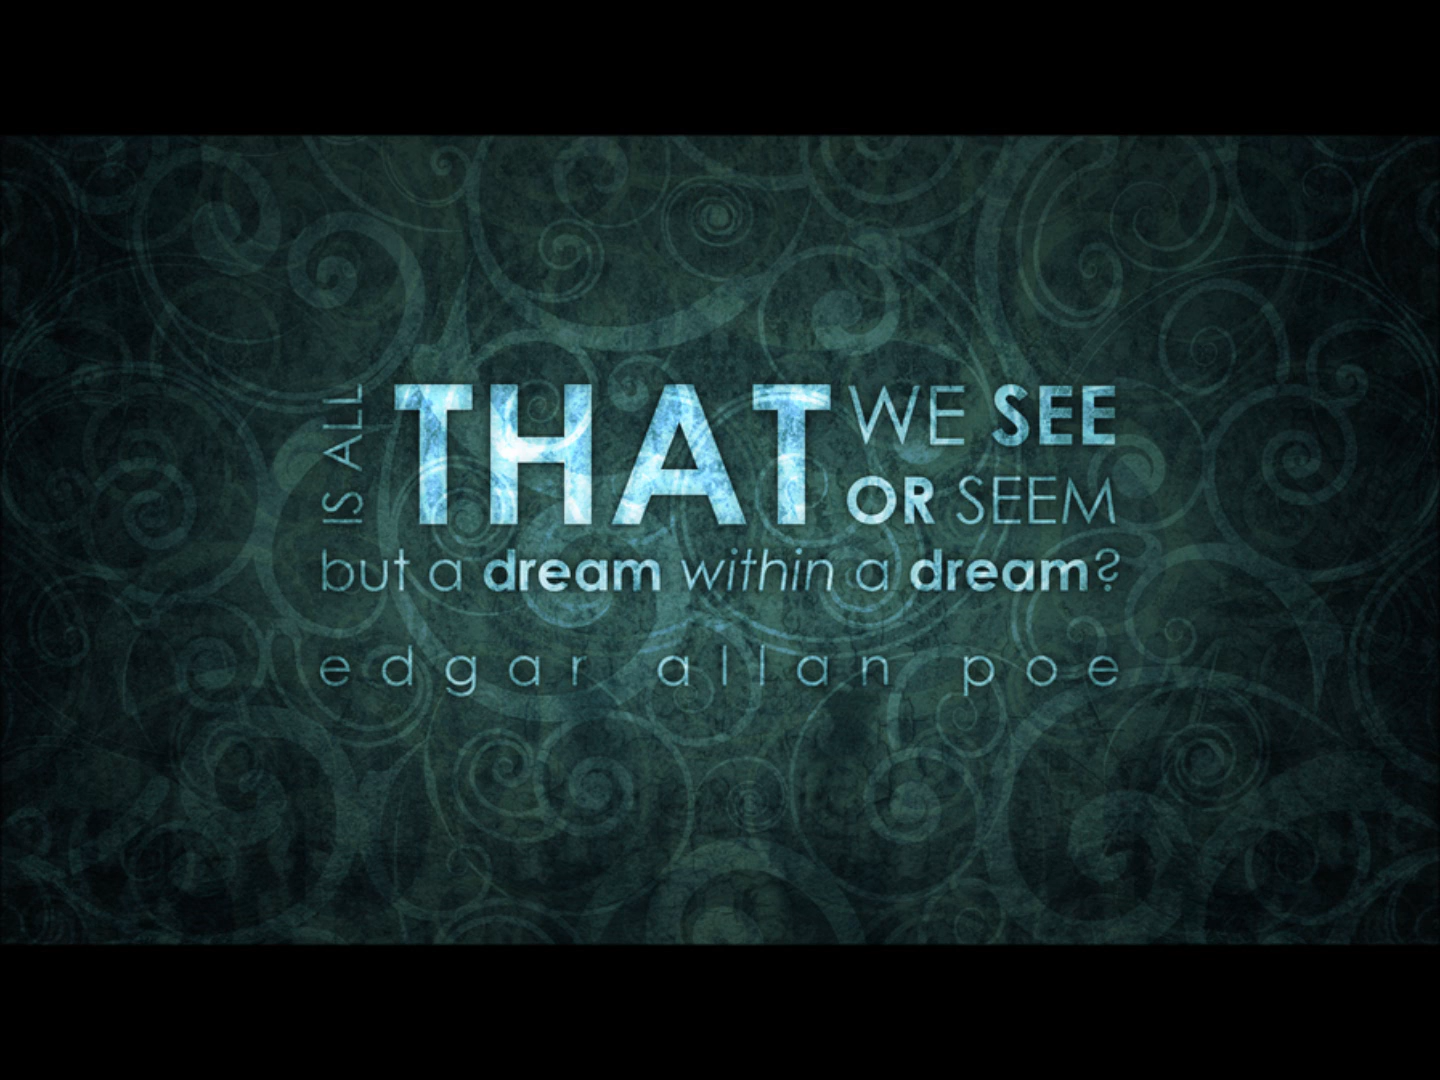 IS ALL
THAT
WE SEE
OR SEEM
but a dream within a dream?
edgar allan poe